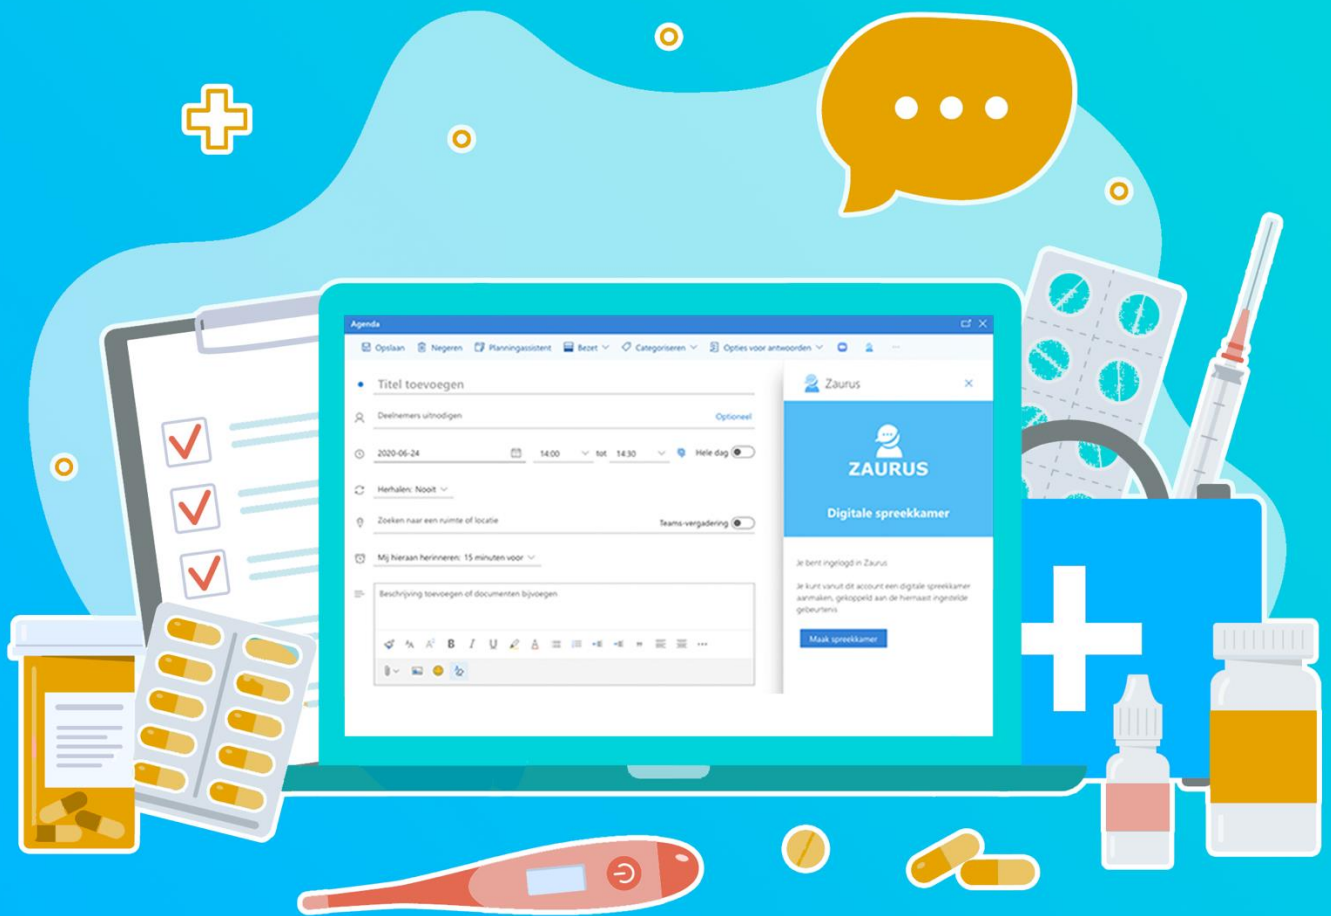 Agenda
Opslaan Negeren Planningassistent Bezet Categoriseren Opties voor antwoorden
Titel toevoegen
Deelnemers uitnodigen Optioneel
2020-06-24 14:00 tot 14:30 Hele dag
Herhalen: Nooit
Zoeken naar een ruimte of locatie Teams-vergadering
Mij hieraan herinneren: 15 minuten voor
Beschrijving toevoegen of documenten bijvoegen
B I U
Zaurus
ZAURUS
Digitale spreekkamer
Je bent ingelogd in Zaurus
Je kunt vanuit dit account een digitale spreekkamer
aanmaken, gekoppeld aan de hiernaast ingestelde
gebeurtenis
Maak spreekkamer